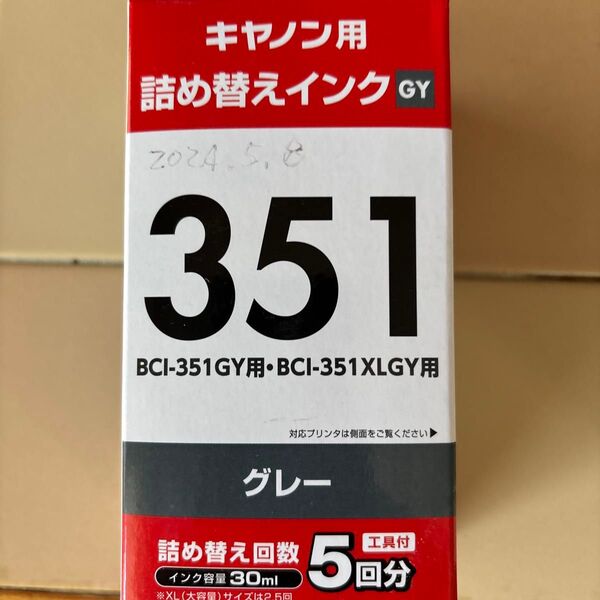 キヤノン用
詰め替えインク GY
2024.5.8
351
BCI-351GY用・BCI-351XLGY用
対応プリンタは側面をご覧ください▶
グレー
詰め替え回数 5回分 工具付
インク容量 30ml
※XL(大容量)サイズは2.5回